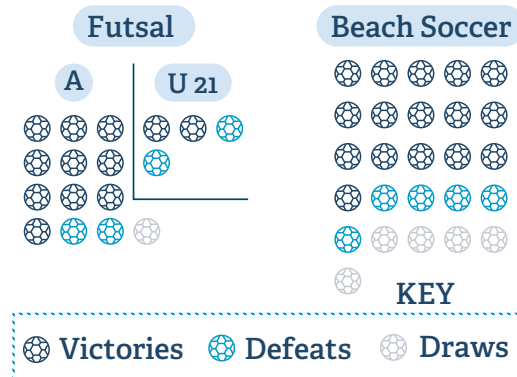 Futsal
Beach Soccer
A
U 21
KEY
Victories
Defeats
Draws